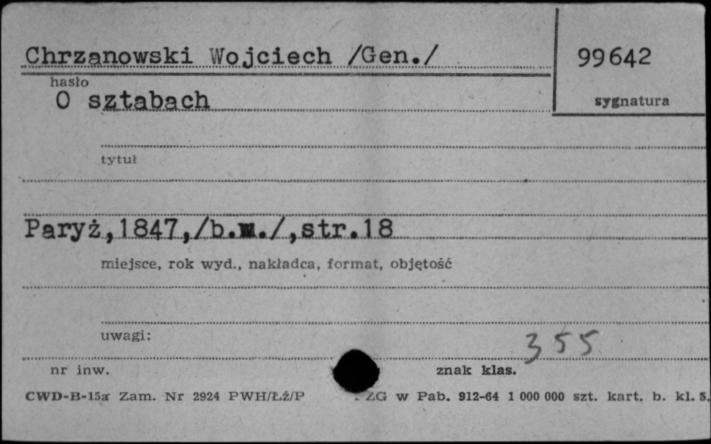 Chrzanowski Wojciech /Gen./
99642
hasło
O sztabach
sygnatura
tytuł
Paryż,1847,/b.m./,str.18
miejsce, rok wyd., nakładca, format, objętość
uwagi:
355
nr inw.
znak klas.
CWD-B-15a Zam. Nr 2924 PWH/Łź/P ZG w Pab. 912-64 1 000 000 szt. kart. b. kl. 5.